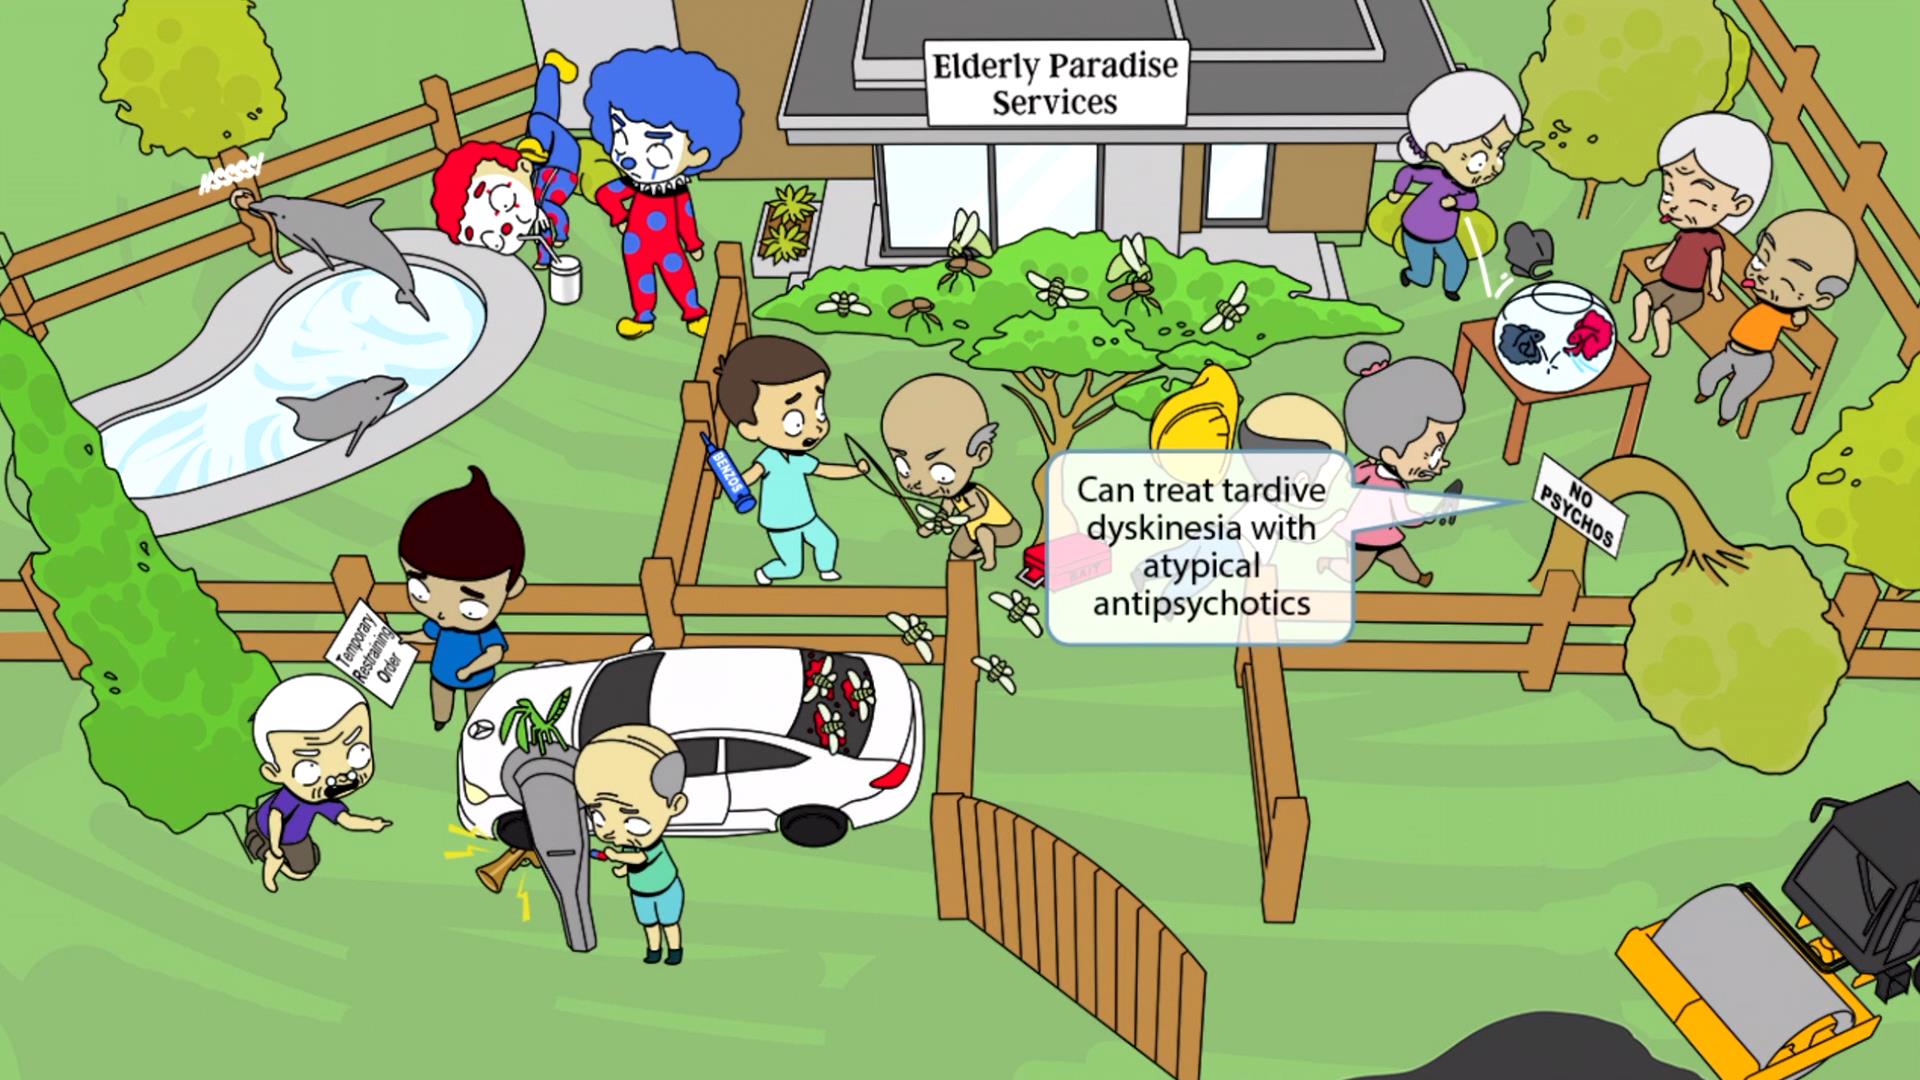 Elderly Paradise
Services
HSSSS!
BENZOS
Can treat tardive
dyskinesia with
atypical
antipsychotics
NO
PSYCHOS
BAIT
Temporary
Restraining
Order